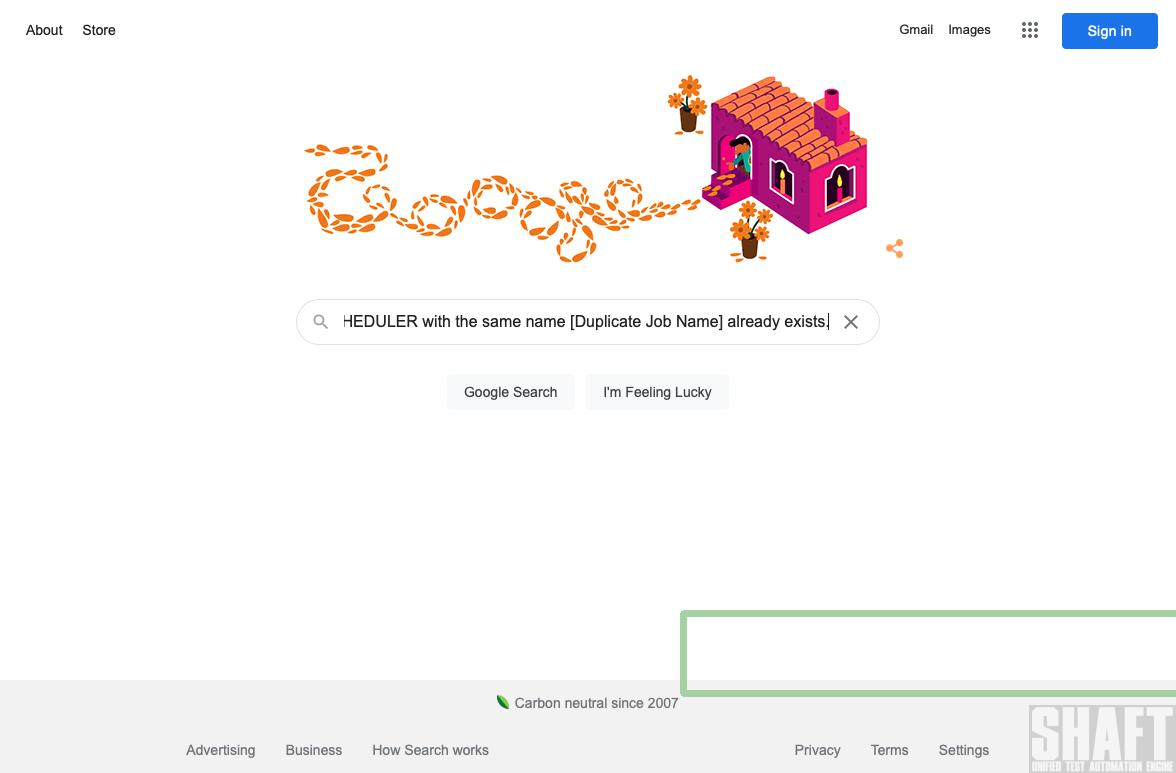 About Store
Gmail Images
Sign in
Google
HEDULER with the same name [Duplicate Job Name] already exists.
Google Search
I'm Feeling Lucky
Carbon neutral since 2007
Advertising Business How Search works
Privacy Terms Settings
SHAFT
UNIFIED TEST AUTOMATION ENGINE